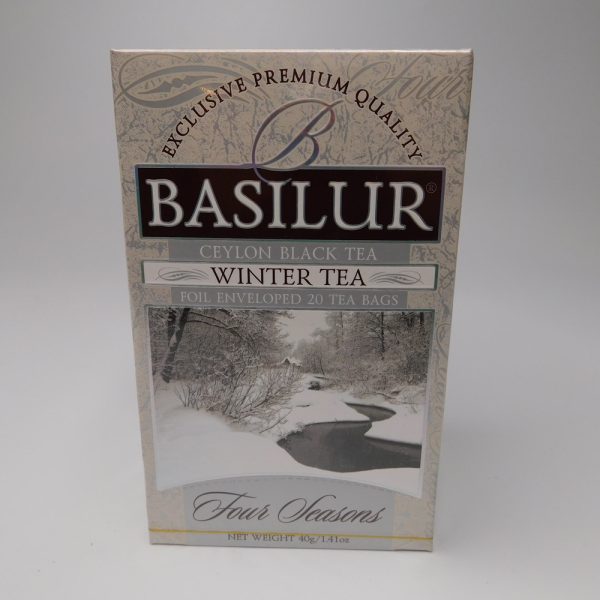 Four
EXCLUSIVE PREMIUM QUALITY
B
BASILUR®
CEYLON BLACK TEA
WINTER TEA
FOIL ENVELOPED 20 TEA BAGS
Four Seasons
NET WEIGHT 40g/1.41oz